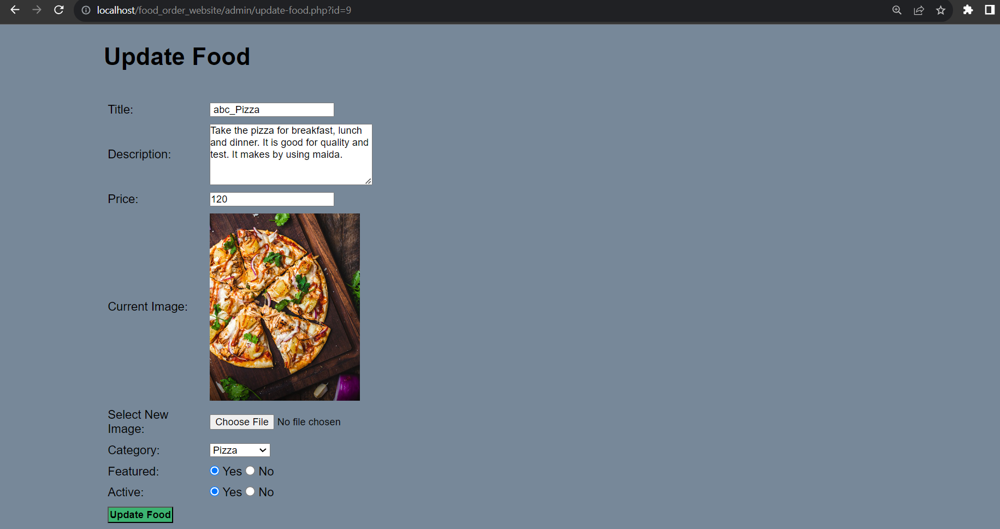 localhost/food_order_website/admin/update-food.php?id=9
Update Food
Title:
abc_Pizza
Description:
Take the pizza for breakfast, lunch
and dinner. It is good for quality and
test. It makes by using maida.
Price:
120
Current Image:
Select New
Image:
Choose File No file chosen
Category:
Pizza
Featured:
Yes No
Active:
Yes No
Update Food